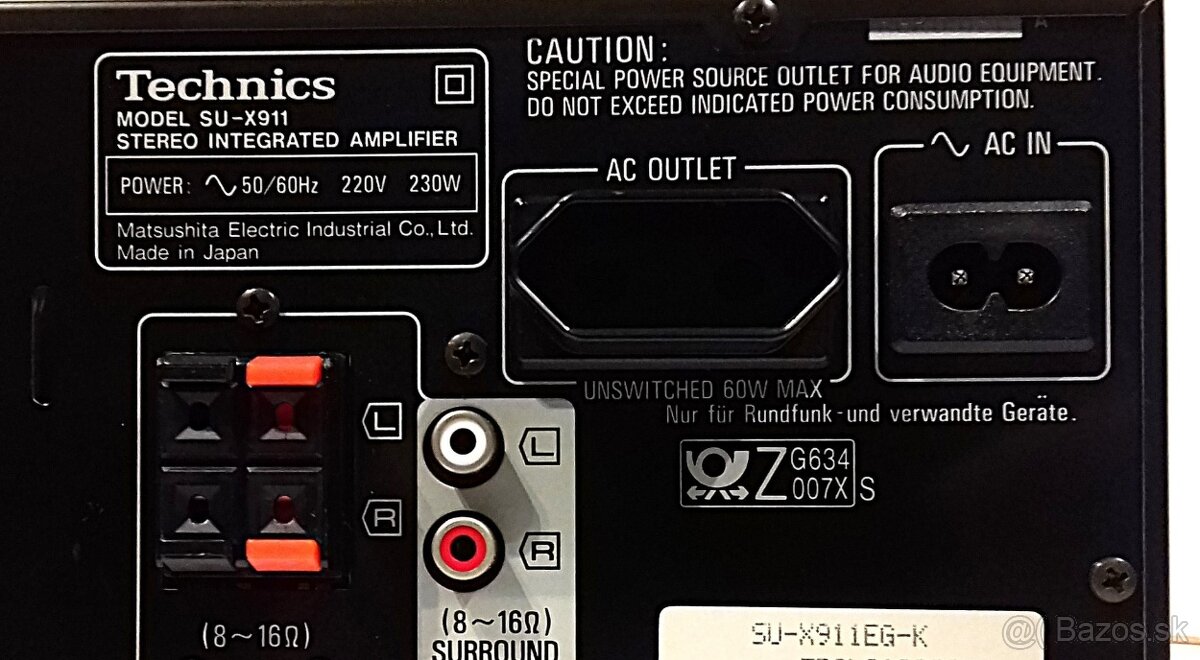 Technics
MODEL SU-X911
STEREO INTEGRATED AMPLIFIER
POWER: ∿ 50/60Hz 220V 230W
Matsushita Electric Industrial Co., Ltd.
Made in Japan
CAUTION:
SPECIAL POWER SOURCE OUTLET FOR AUDIO EQUIPMENT.
DO NOT EXCEED INDICATED POWER CONSUMPTION.
AC OUTLET
∿ AC IN
UNSWITCHED 60W MAX
Nur für Rundfunk-und verwandte Geräte.
Z G634
007X S
L
R
(8~16Ω)
L
R
(8~16Ω)
SURROUND
SU-X911EG-K
@ Bazos.sk